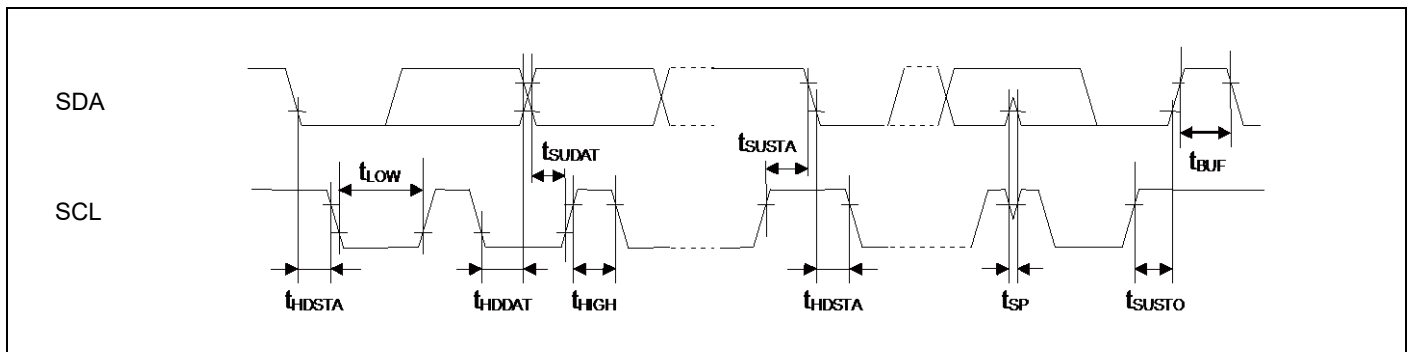 SDA
tSUDAT
tSUSTA
tBUF
tLOW
SCL
tHDSTA
tHDDAT
tHIGH
tHDSTA
tSP
tSUSTO